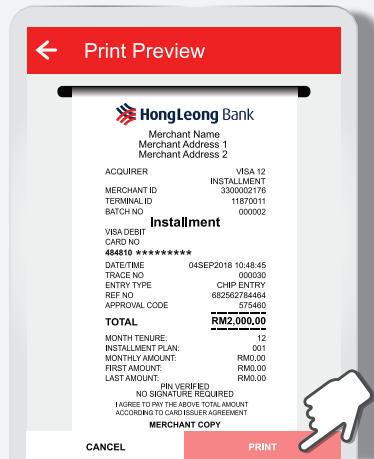 Print Preview
HongLeong Bank
Merchant Name
Merchant Address 1
Merchant Address 2
ACQUIRER VISA 12
INSTALLMENT
MERCHANT ID 3300002176
TERMINAL ID 11870011
BATCH NO 000002
Installment
VISA DEBIT
CARD NO
484810 *********
DATE/TIME 04SEP2018 10:48:45
TRACE NO 000030
ENTRY TYPE CHIP ENTRY
REF NO 682562784464
APPROVAL CODE 575460
TOTAL RM2,000.00
MONTH TENURE: 12
INSTALLMENT PLAN: 001
MONTHLY AMOUNT: RM0.00
FIRST AMOUNT: RM0.00
LAST AMOUNT: RM0.00
PIN VERIFIED
NO SIGNATURE REQUIRED
I AGREE TO PAY THE ABOVE TOTAL AMOUNT
ACCORDING TO CARD ISSUER AGREEMENT
MERCHANT COPY
CANCEL PRINT